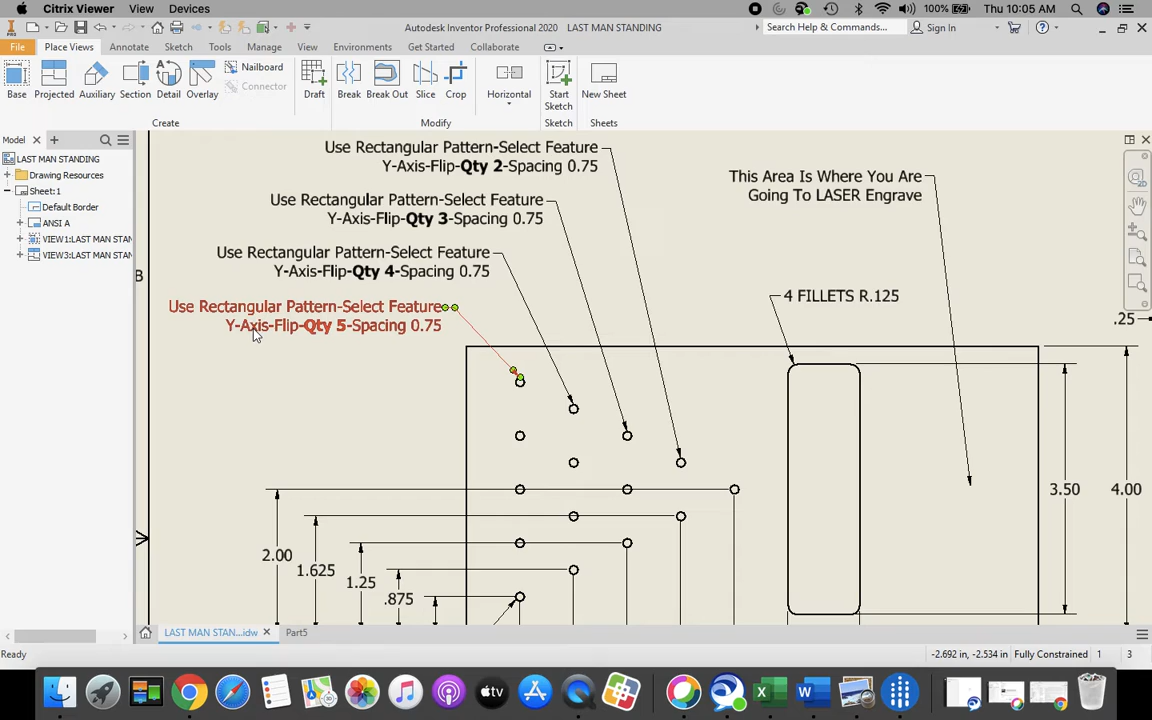 Citrix Viewer View Devices 100% Thu 10:05 AM
Autodesk Inventor Professional 2020 LAST MAN STANDING Search Help & Commands... Sign In
File Place Views Annotate Sketch Tools Manage View Environments Get Started Collaborate
Base Projected Auxiliary Section Detail Overlay Nailboard Connector Draft Break Break Out Slice Crop Horizontal Start Sketch New Sheet
Create Modify Sketch Sheets
Model
LAST MAN STANDING
Drawing Resources
Sheet:1
Default Border
ANSI A
VIEW1:LAST MAN STAN
VIEW3:LAST MAN STAN
B
Use Rectangular Pattern-Select Feature
Y-Axis-Flip-Qty 2-Spacing 0.75
Use Rectangular Pattern-Select Feature
Y-Axis-Flip-Qty 3-Spacing 0.75
Use Rectangular Pattern-Select Feature
Y-Axis-Flip-Qty 4-Spacing 0.75
Use Rectangular Pattern-Select Feature
Y-Axis-Flip-Qty 5-Spacing 0.75
This Area Is Where You Are
Going To LASER Engrave
4 FILLETS R.125
.25
3.50
4.00
2.00
1.625
1.25
.875
LAST MAN STAN...idw Part5
Ready -2.692 in, -2.534 in Fully Constrained 1 3
tv
X
W